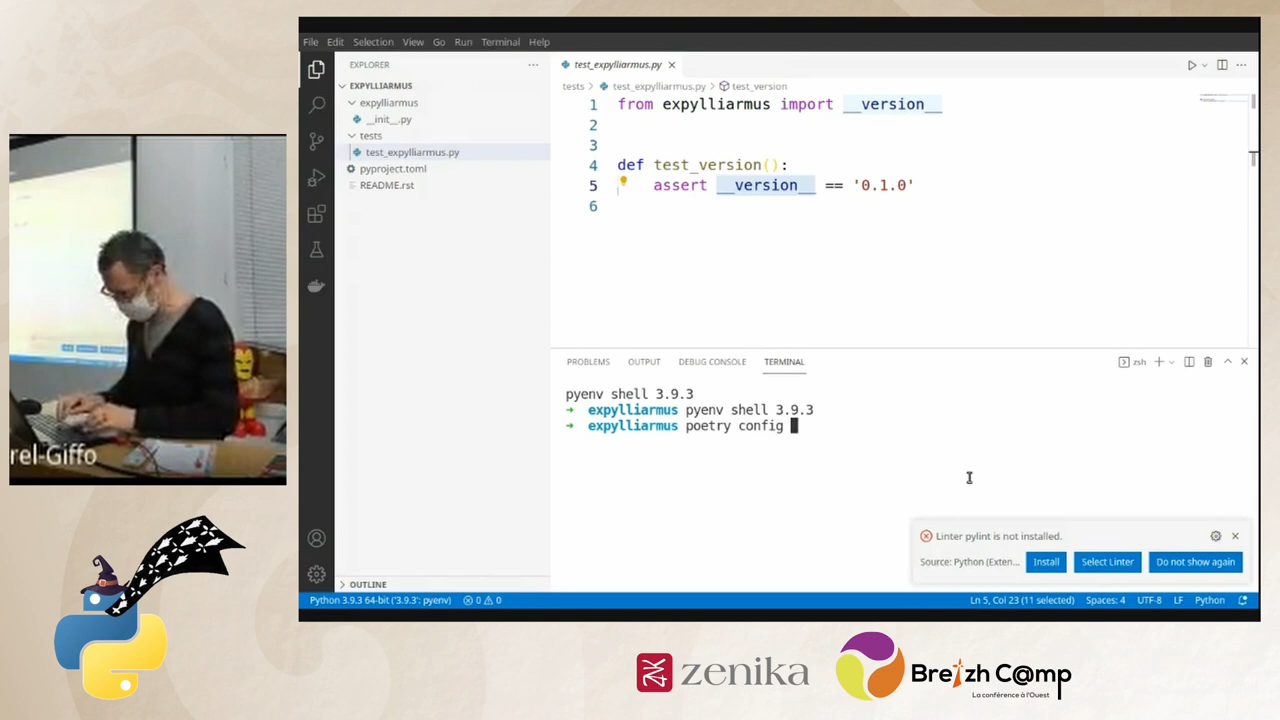 File Edit Selection View Go Run Terminal Help
EXPLORER
EXPYLLIARMUS
expylliarmus
__init__.py
tests
test_expylliarmus.py
pyproject.toml
README.rst
OUTLINE
test_expylliarmus.py
tests > test_expylliarmus.py > test_version
1 from expylliarmus import __version__
2
3
4 def test_version():
5 assert __version__ == '0.1.0'
6
PROBLEMS OUTPUT DEBUG CONSOLE TERMINAL
zsh
pyenv shell 3.9.3
→ expylliarmus pyenv shell 3.9.3
→ expylliarmus poetry config
Linter pylint is not installed.
Source: Python (Exten... Install Select Linter Do not show again
Python 3.9.3 64-bit ('3.9.3': pyenv) 0 0 Ln 5, Col 23 (11 selected) Spaces: 4 UTF-8 LF Python
rel-Giffo
zenika
Breizh C@mp
La conférence à l'Ouest